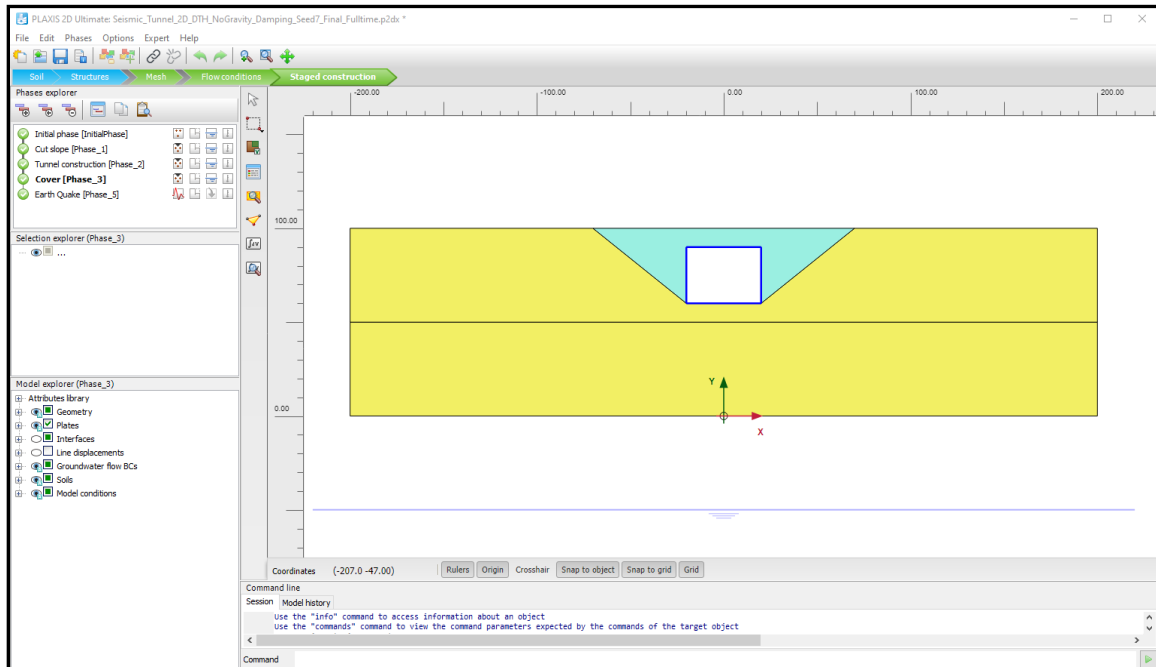 PLAXIS 2D Ultimate: Seismic_Tunnel_2D_DTH_NoGravity_Damping_Seed7_Final_Fulltime.p2dx *
File Edit Phases Options Expert Help
Soil Structures Mesh Flow conditions Staged construction
Phases explorer
Initial phase [InitialPhase]
Cut slope [Phase_1]
Tunnel construction [Phase_2]
Cover [Phase_3]
Earth Quake [Phase_5]
Selection explorer (Phase_3)
...
Model explorer (Phase_3)
Attributes library
Geometry
Plates
Interfaces
Line displacements
Groundwater flow BCs
Soils
Model conditions
-200.00 -100.00 0.00 100.00 200.00
100.00
0.00
Y
X
Coordinates (-207.0 -47.00) Rulers Origin Crosshair Snap to object Snap to grid Grid
Command line
Session Model history
Use the "info" command to access information about an object
Use the "commands" command to view the command parameters expected by the commands of the target object
Command